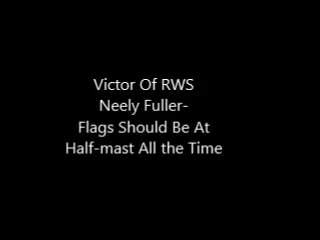 Victor Of RWS
Neely Fuller-
Flags Should Be At
Half-mast All the Time